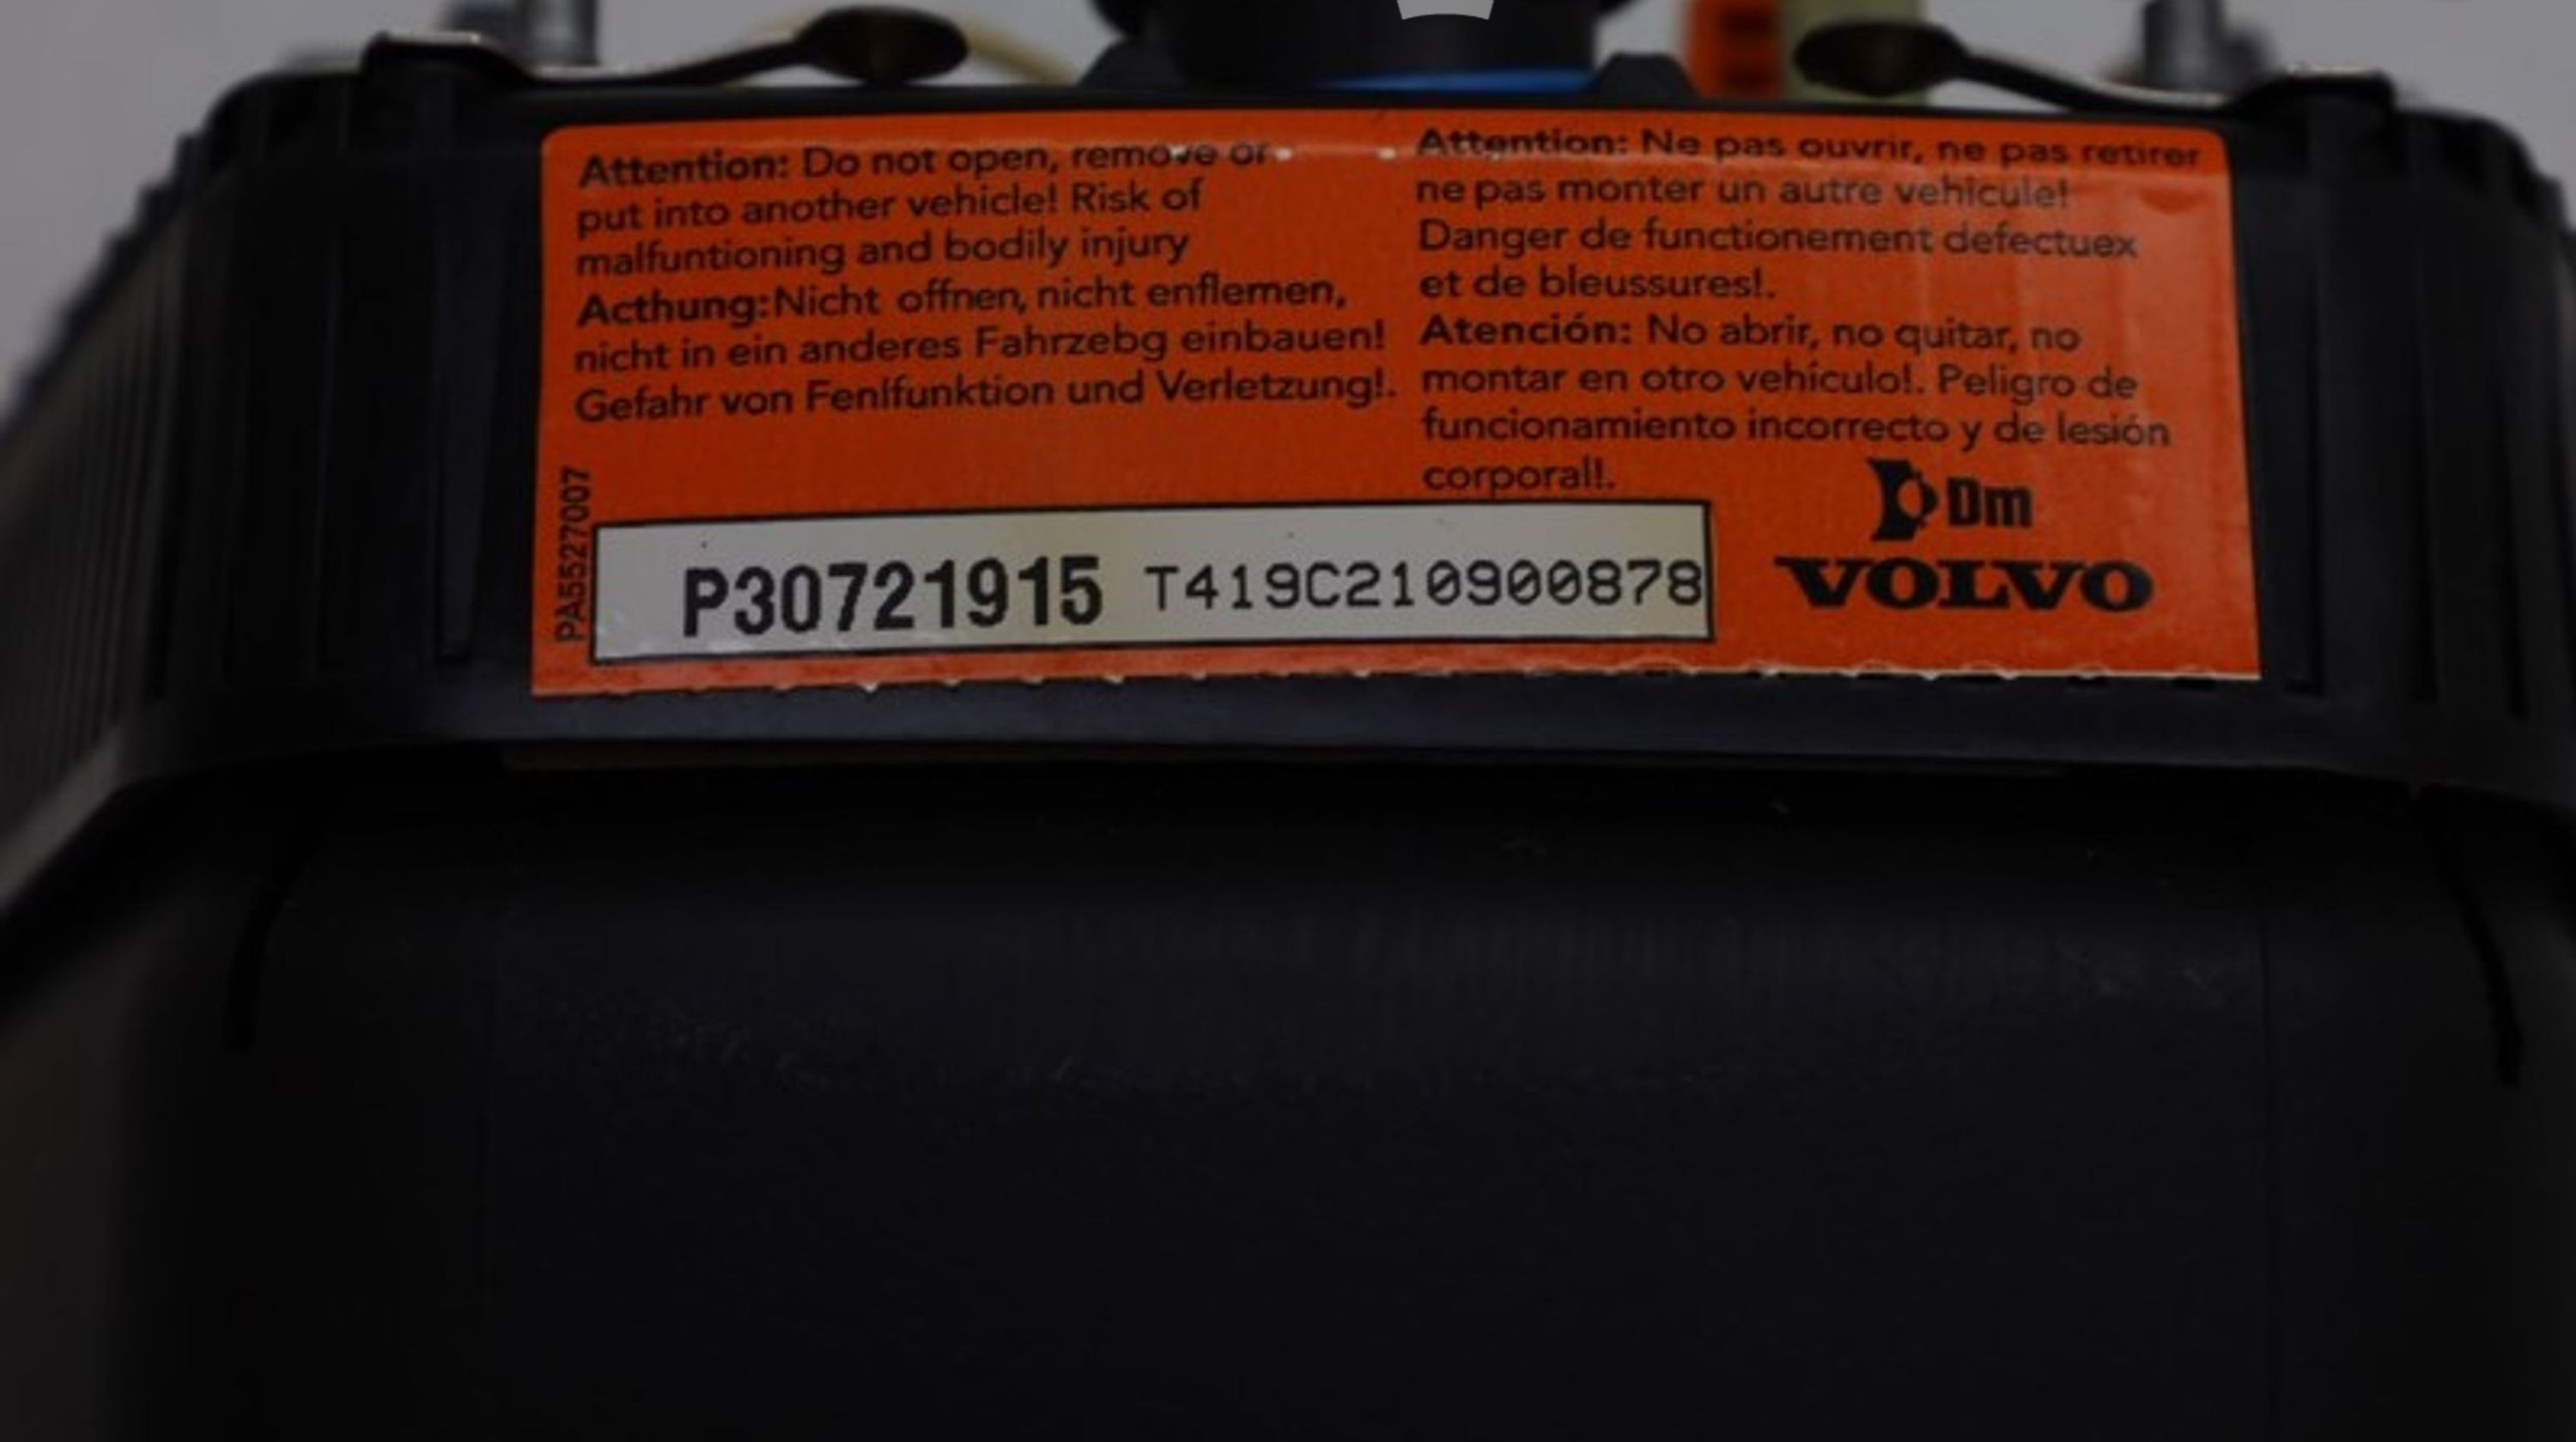 Attention: Do not open, remove or
put into another vehicle! Risk of
malfuntioning and bodily injury
Acthung:Nicht offnen, nicht enflemen,
nicht in ein anderes Fahrzebg einbauen!
Gefahr von Fenlfunktion und Verletzung!.
Attention: Ne pas ouvrir, ne pas retirer
ne pas monter un autre vehicule!
Danger de functionement defectuex
et de bleussures!.
Atención: No abrir, no quitar, no
montar en otro vehículo!. Peligro de
funcionamiento incorrecto y de lesión
corporal!.
PA5527007
P30721915 T419C210900878
Dm
VOLVO